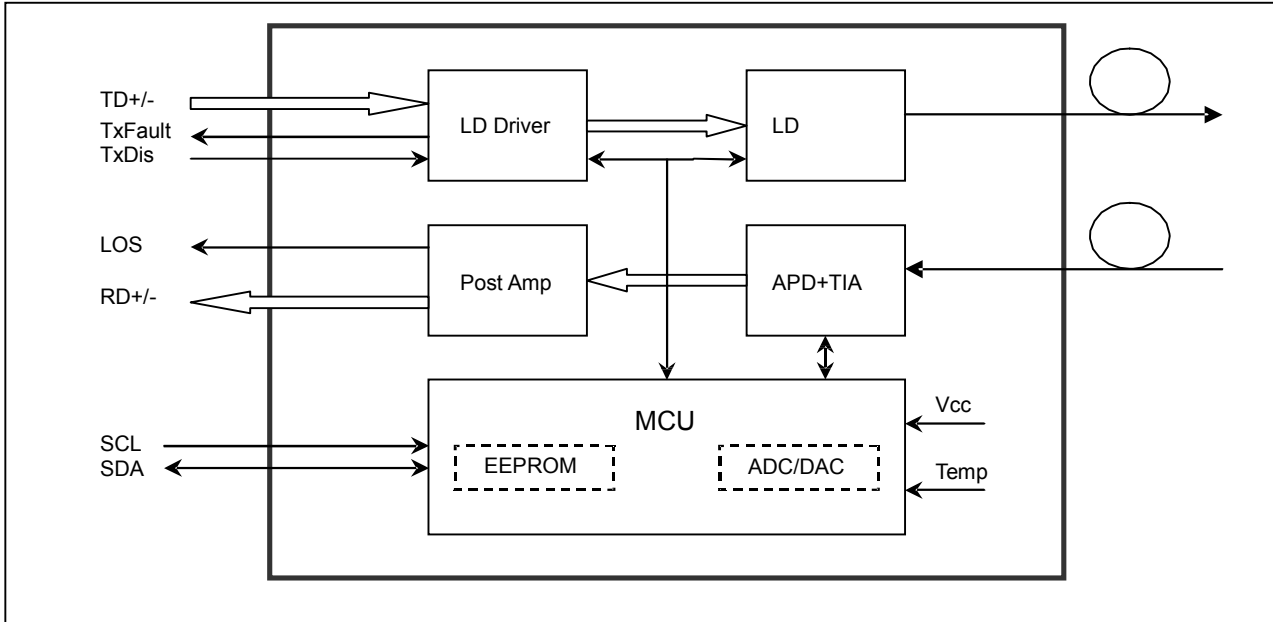 TD+/-
TxFault
TxDis
LD Driver
LD
LOS
RD+/-
Post Amp
APD+TIA
MCU
SCL
SDA
EEPROM
ADC/DAC
Vcc
Temp